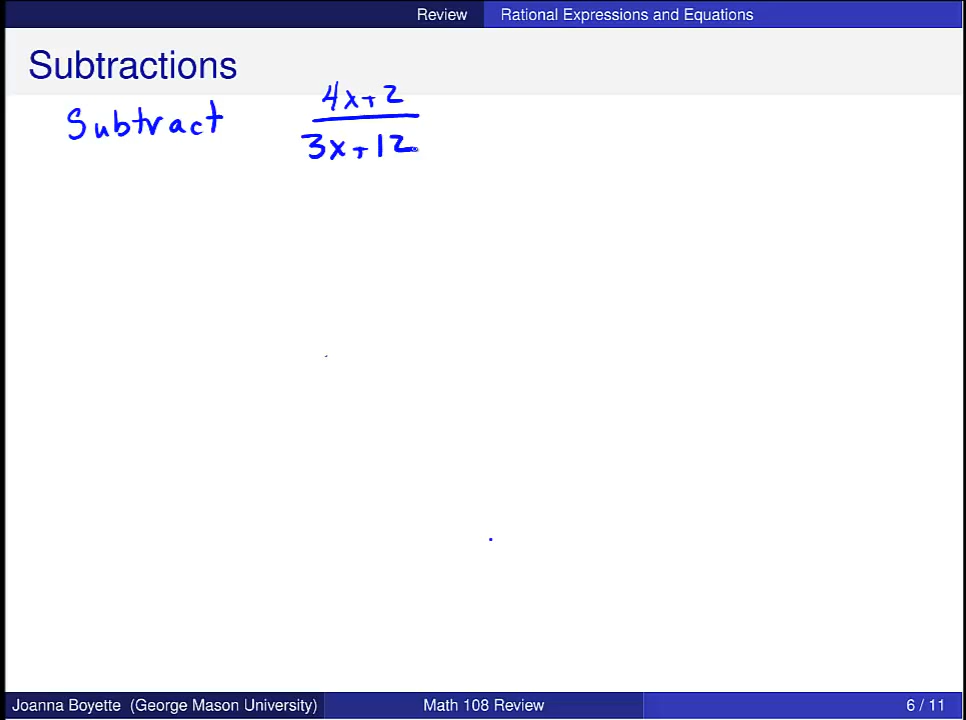 Review Rational Expressions and Equations
Subtractions
Subtract 4x+2
3x+12
Joanna Boyette (George Mason University) Math 108 Review 6 / 11